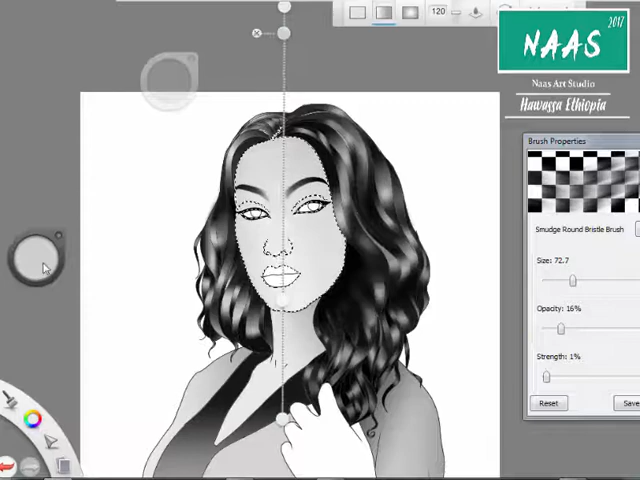 120
2017
NAAS
Naas Art Studio
Hawassa Ethiopia
Brush Properties
Smudge Round Bristle Brush
Size: 72.7
Opacity: 16%
Strength: 1%
Reset
Save